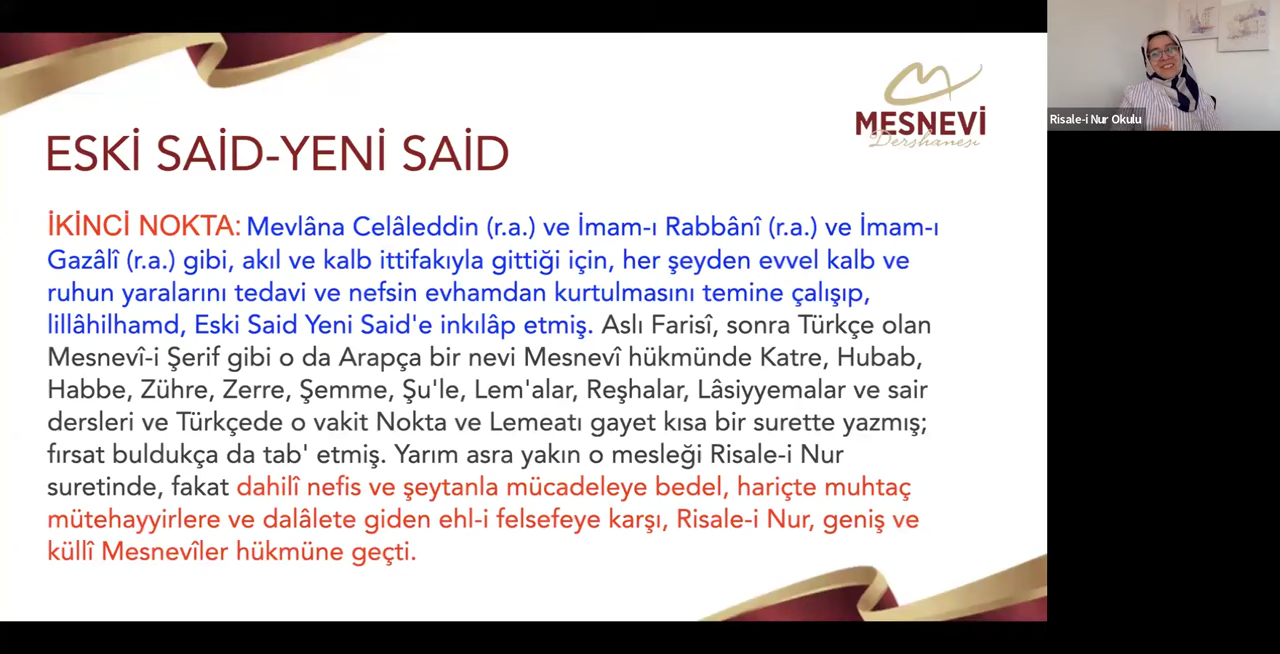 MESNEVİ
Dershanesi
Risale-i Nur Okulu
ESKİ SAİD-YENİ SAİD
İKİNCİ NOKTA: Mevlâna Celâleddin (r.a.) ve İmam-ı Rabbânî (r.a.) ve İmam-ı
Gazâlî (r.a.) gibi, akıl ve kalb ittifakıyla gittiği için, her şeyden evvel kalb ve
ruhun yaralarını tedavi ve nefsin evhamdan kurtulmasını temine çalışıp,
lillâhilhamd, Eski Said Yeni Said'e inkılâp etmiş. Aslı Farisî, sonra Türkçe olan
Mesnevî-i Şerif gibi o da Arapça bir nevi Mesnevî hükmünde Katre, Hubab,
Habbe, Zühre, Zerre, Şemme, Şu'le, Lem'alar, Reşhalar, Lâsiyyemalar ve sair
dersleri ve Türkçede o vakit Nokta ve Lemeatı gayet kısa bir surette yazmış;
fırsat buldukça da tab' etmiş. Yarım asra yakın o mesleği Risale-i Nur
suretinde, fakat dahilî nefis ve şeytanla mücadeleye bedel, hariçte muhtaç
mütehayyirlere ve dalâlete giden ehl-i felsefeye karşı, Risale-i Nur, geniş ve
küllî Mesnevîler hükmüne geçti.